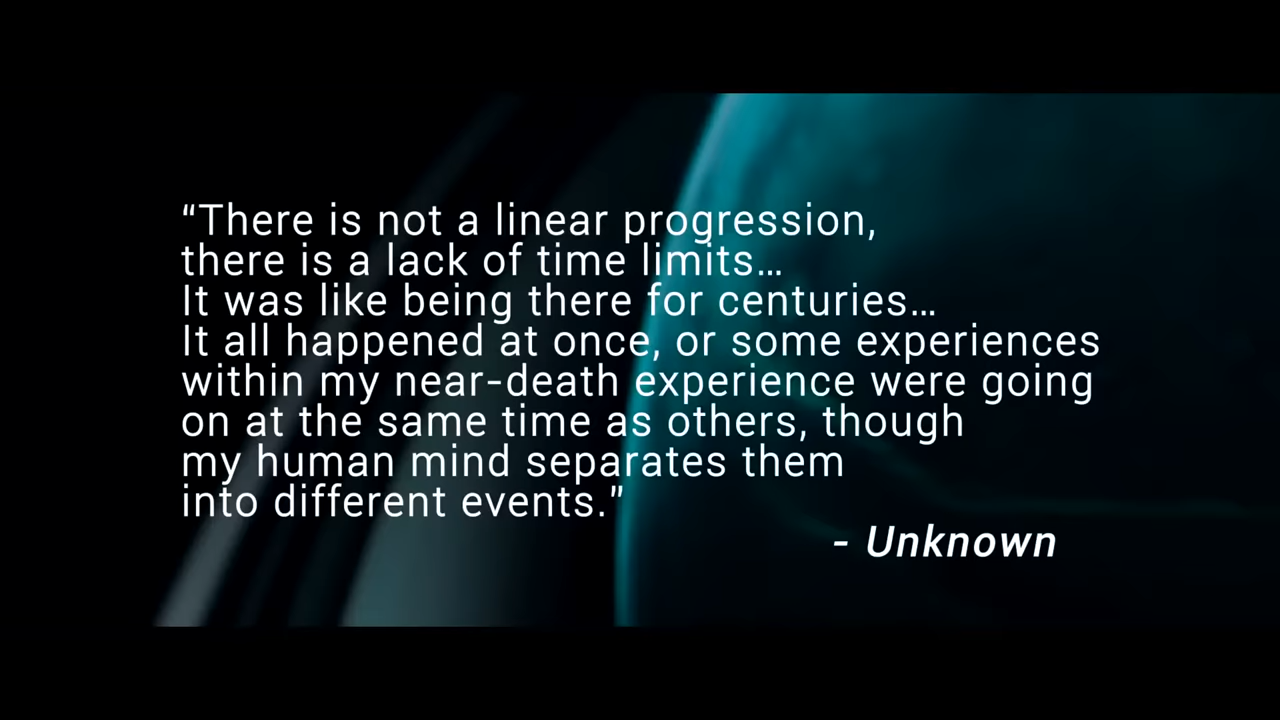 “There is not a linear progression,
there is a lack of time limits…
It was like being there for centuries…
It all happened at once, or some experiences
within my near-death experience were going
on at the same time as others, though
my human mind separates them
into different events.”
- Unknown